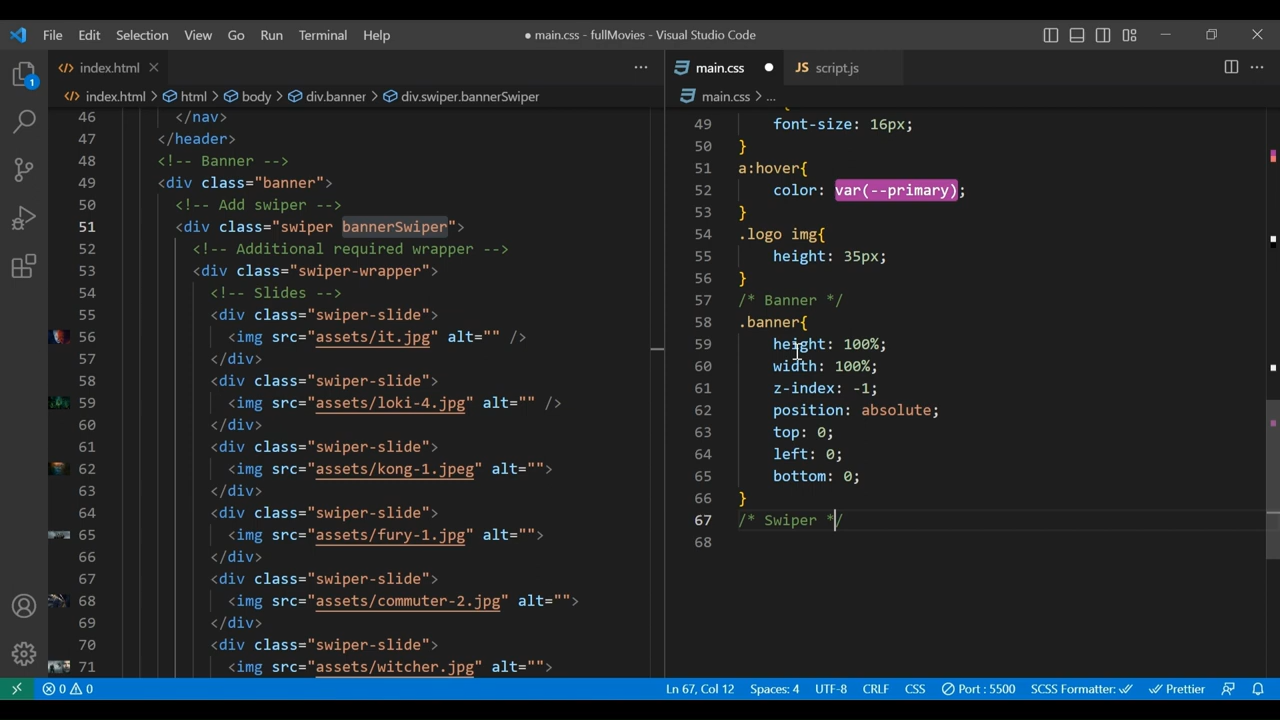 File Edit Selection View Go Run Terminal Help ● main.css - fullMovies - Visual Studio Code
index.html
index.html > html > body > div.banner > div.swiper.bannerSwiper
46 </nav>
47 </header>
48 <!-- Banner -->
49 <div class="banner">
50 <!-- Add swiper -->
51 <div class="swiper bannerSwiper">
52 <!-- Additional required wrapper -->
53 <div class="swiper-wrapper">
54 <!-- Slides -->
55 <div class="swiper-slide">
56 <img src="assets/it.jpg" alt="" />
57 </div>
58 <div class="swiper-slide">
59 <img src="assets/loki-4.jpg" alt="" />
60 </div>
61 <div class="swiper-slide">
62 <img src="assets/kong-1.jpeg" alt="">
63 </div>
64 <div class="swiper-slide">
65 <img src="assets/fury-1.jpg" alt="">
66 </div>
67 <div class="swiper-slide">
68 <img src="assets/commuter-2.jpg" alt="">
69 </div>
70 <div class="swiper-slide">
71 <img src="assets/witcher.jpg" alt="">
main.css ● JS script.js
main.css > ...
49 font-size: 16px;
50 }
51 a:hover{
52 color: var(--primary);
53 }
54 .logo img{
55 height: 35px;
56 }
57 /* Banner */
58 .banner{
59 height: 100%;
60 width: 100%;
61 z-index: -1;
62 position: absolute;
63 top: 0;
64 left: 0;
65 bottom: 0;
66 }
67 /* Swiper */
68
1
0 0 Ln 67, Col 12 Spaces: 4 UTF-8 CRLF CSS Port : 5500 SCSS Formatter: Prettier